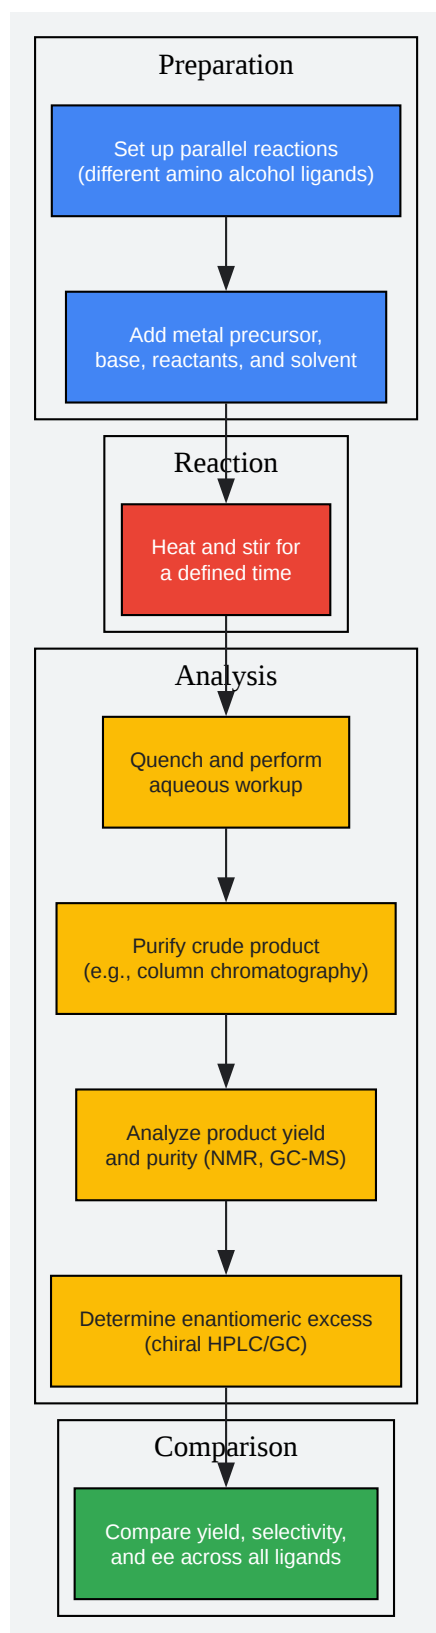 Preparation
Set up parallel reactions
(different amino alcohol ligands)
Add metal precursor,
base, reactants, and solvent
Reaction
Heat and stir for
a defined time
Analysis
Quench and perform
aqueous workup
Purify crude product
(e.g., column chromatography)
Analyze product yield
and purity (NMR, GC-MS)
Determine enantiomeric excess
(chiral HPLC/GC)
Comparison
Compare yield, selectivity,
and ee across all ligands